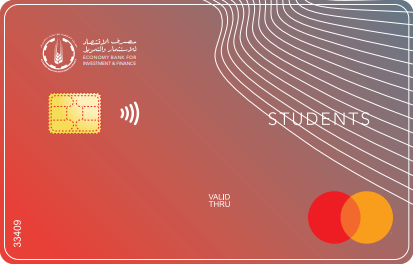 مصرف الاقتصاد
للاستثمار والتمويل
ECONOMY BANK FOR
INVESTMENT & FINANCE
STUDENTS
VALID
THRU
33409